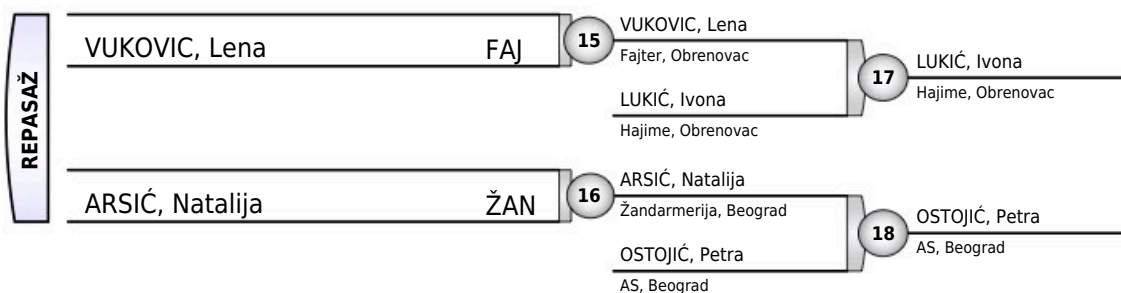 REPASAŽ
VUKOVIC, Lena FAJ
15
VUKOVIC, Lena
Fajter, Obrenovac
LUKIĆ, Ivona
Hajime, Obrenovac
17
LUKIĆ, Ivona
Hajime, Obrenovac
ARSIĆ, Natalija ŽAN
16
ARSIĆ, Natalija
Žandarmerija, Beograd
OSTOJIĆ, Petra
AS, Beograd
18
OSTOJIĆ, Petra
AS, Beograd